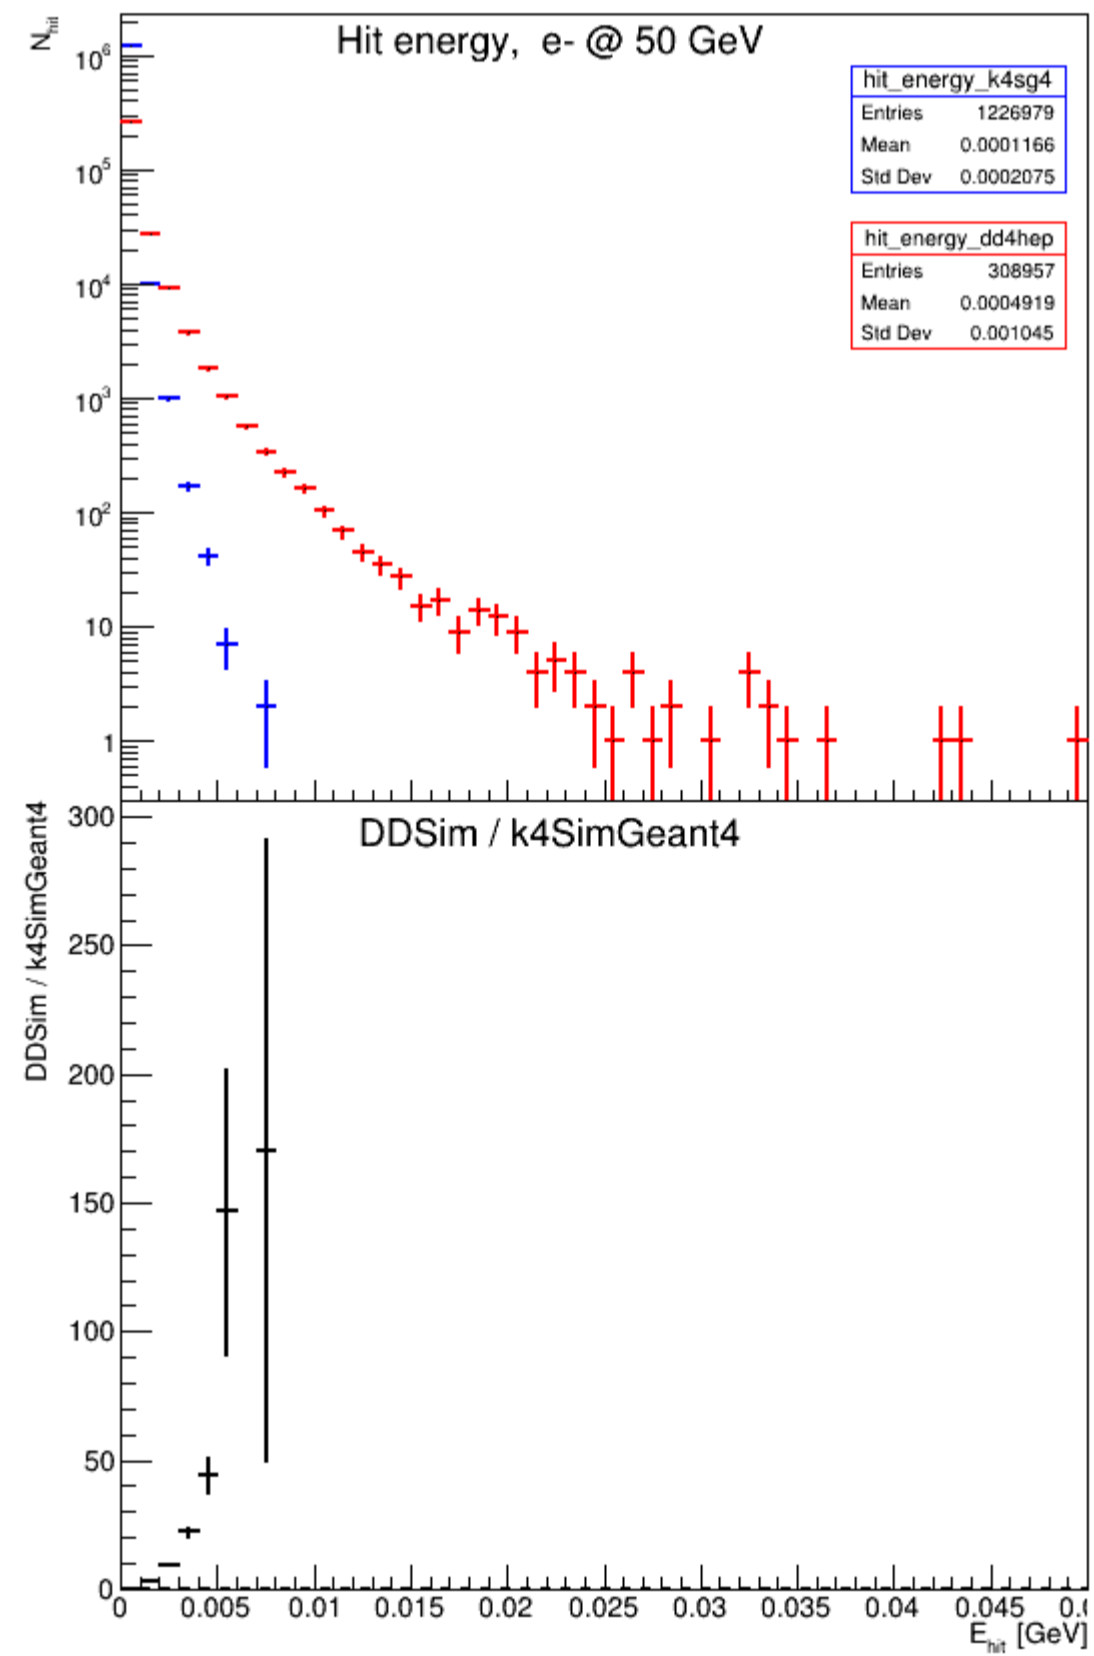 N_hit
Hit energy, e- @ 50 GeV
10^6
10^5
10^4
10^3
10^2
10
1
hit_energy_k4sg4
Entries 1226979
Mean 0.0001166
Std Dev 0.0002075
hit_energy_dd4hep
Entries 308957
Mean 0.0004919
Std Dev 0.001045
DDSim / k4SimGeant4
DDSim / k4SimGeant4
300
250
200
150
100
50
0
0 0.005 0.01 0.015 0.02 0.025 0.03 0.035 0.04 0.045
E_hit [GeV]